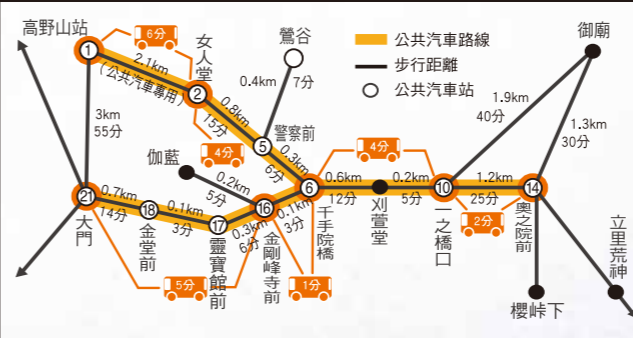 高野山站
1
6分
女人堂
2
2.1km
(公共汽車專用)
鶯谷
0.4km
7分
公共汽車路線
步行距離
公共汽車站
御廟
3km
55分
0.8km
15分
4分
警察前
5
0.3km
6分
1.9km
40分
1.3km
30分
伽藍
0.2km
5分
4分
6
0.6km
12分
0.2km
5分
10
1.2km
25分
14
21
0.7km
14分
18
0.1km
3分
17
0.3km
6分
16
0.1km
3分
千手院橋
刈萱堂
一之橋口
2分
奧之院前
立里荒神
大門
金堂前
靈寶館前
金剛峰寺前
5分
1分
櫻峠下